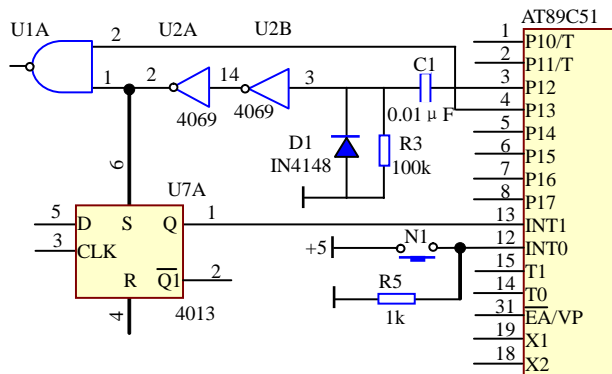 AT89C51
U1A
U2A
U2B
2
1
2
14
3
4069
4069
C1
0.01 μ F
D1
IN4148
R3
100k
1 P10/T
2 P11/T
3 P12
4 P13
5 P14
6 P15
7 P16
8 P17
13 INT1
12 INT0
15 T1
14 T0
31 EA/VP
19 X1
18 X2
6
U7A
5 D S Q 1
3 CLK
R Q1 2
4
4013
+5
N1
R5
1k